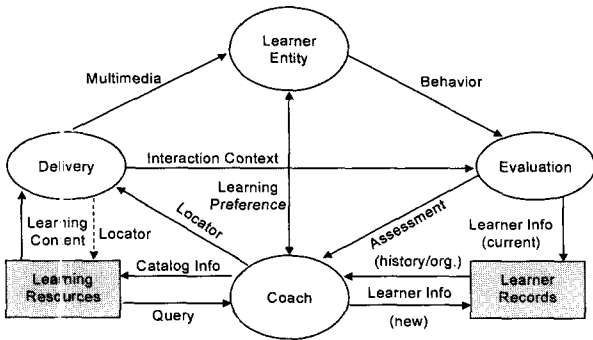 Learner
Entity
Multimedia
Behavior
Delivery
Interaction Context
Evaluation
Learning
Preference
Locator
Assessment
Learner Info
(current)
Learning
Content
Locator
(history/org.)
Learning
Resources
Catalog Info
Query
Coach
Learner Info
(new)
Learner
Records